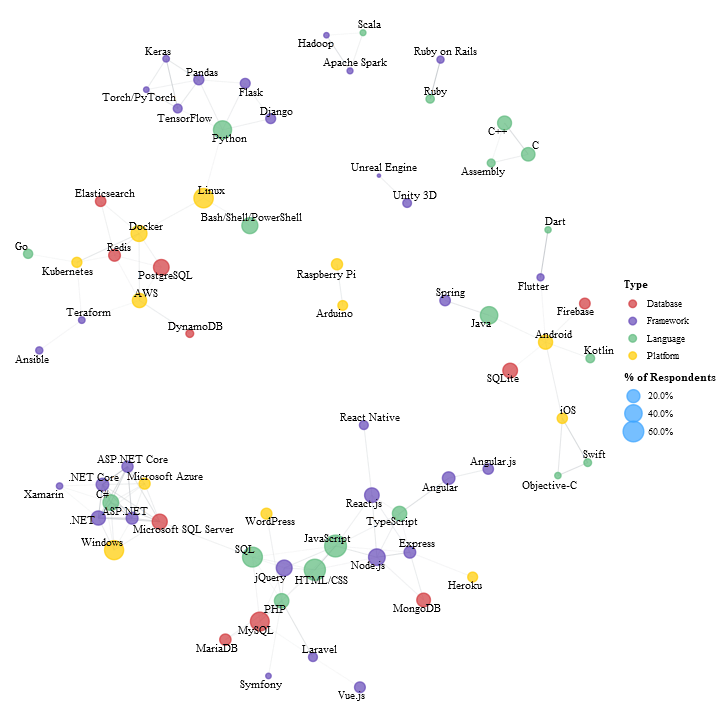 Scala
Hadoop
Keras
Ruby on Rails
Apache Spark
Pandas
Torch/PyTorch
Flask
Ruby
TensorFlow
Django
Python
C++
C
Unreal Engine
Assembly
Linux
Elasticsearch
Unity 3D
Bash/Shell/PowerShell
Docker
Dart
Go
Redis
Kubernetes
PostgreSQL
Raspberry Pi
Flutter
AWS
Spring
Teraform
Arduino
Firebase
Java
DynamoDB
Android
Ansible
Kotlin
SQLite
iOS
React Native
Swift
ASP.NET Core
Angular.js
.NET Core
Microsoft Azure
Objective-C
Angular
Xamarin
C#
React.js
ASP.NET
.NET
WordPress
TypeScript
Microsoft SQL Server
Windows
JavaScript
SQL
Express
Node.js
jQuery
HTML/CSS
Heroku
PHP
MongoDB
MySQL
MariaDB
Laravel
Symfony
Vue.js
Type
Database
Framework
Language
Platform
% of Respondents
20.0%
40.0%
60.0%